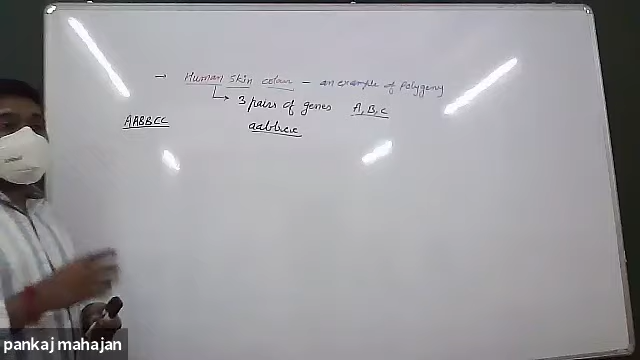 → Human skin colour – an example of polygeny
↳ 3 pairs of genes A, B, C
AABBCC
aabbcc
pankaj mahajan